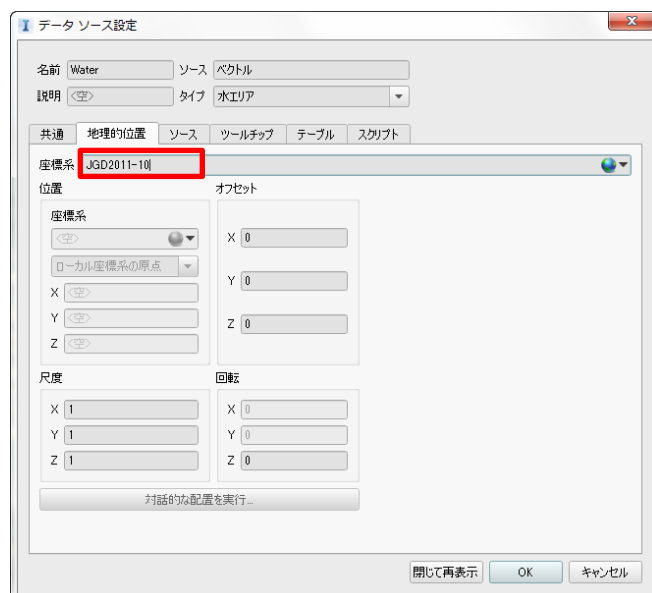 データ ソース設定
名前 Water ソース ベクトル
説明 <空> タイプ 水エリア
共通 地理的位置 ソース ツールチップ テーブル スクリプト
座標系 JGD2011-10
位置 オフセット
座標系
<空> X 0
ローカル座標系の原点
X <空> Y 0
Y <空>
Z <空> Z 0
尺度 回転
X 1 X 0
Y 1 Y 0
Z 1 Z 0
対話的な配置を実行...
閉じて再表示 OK キャンセル